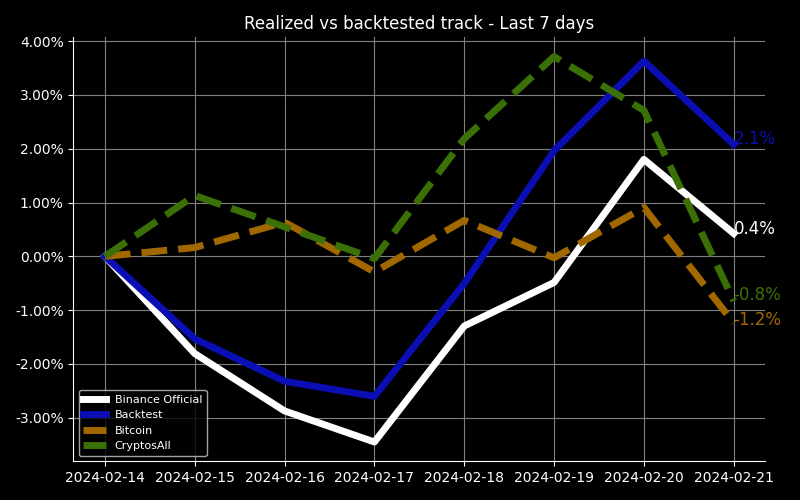 Realized vs backtested track - Last 7 days
4.00%
3.00%
2.00%
1.00%
0.00%
-1.00%
-2.00%
-3.00%
2.1%
0.4%
-0.8%
-1.2%
Binance Official
Backtest
Bitcoin
CryptosAll
2024-02-14 2024-02-15 2024-02-16 2024-02-17 2024-02-18 2024-02-19 2024-02-20 2024-02-21